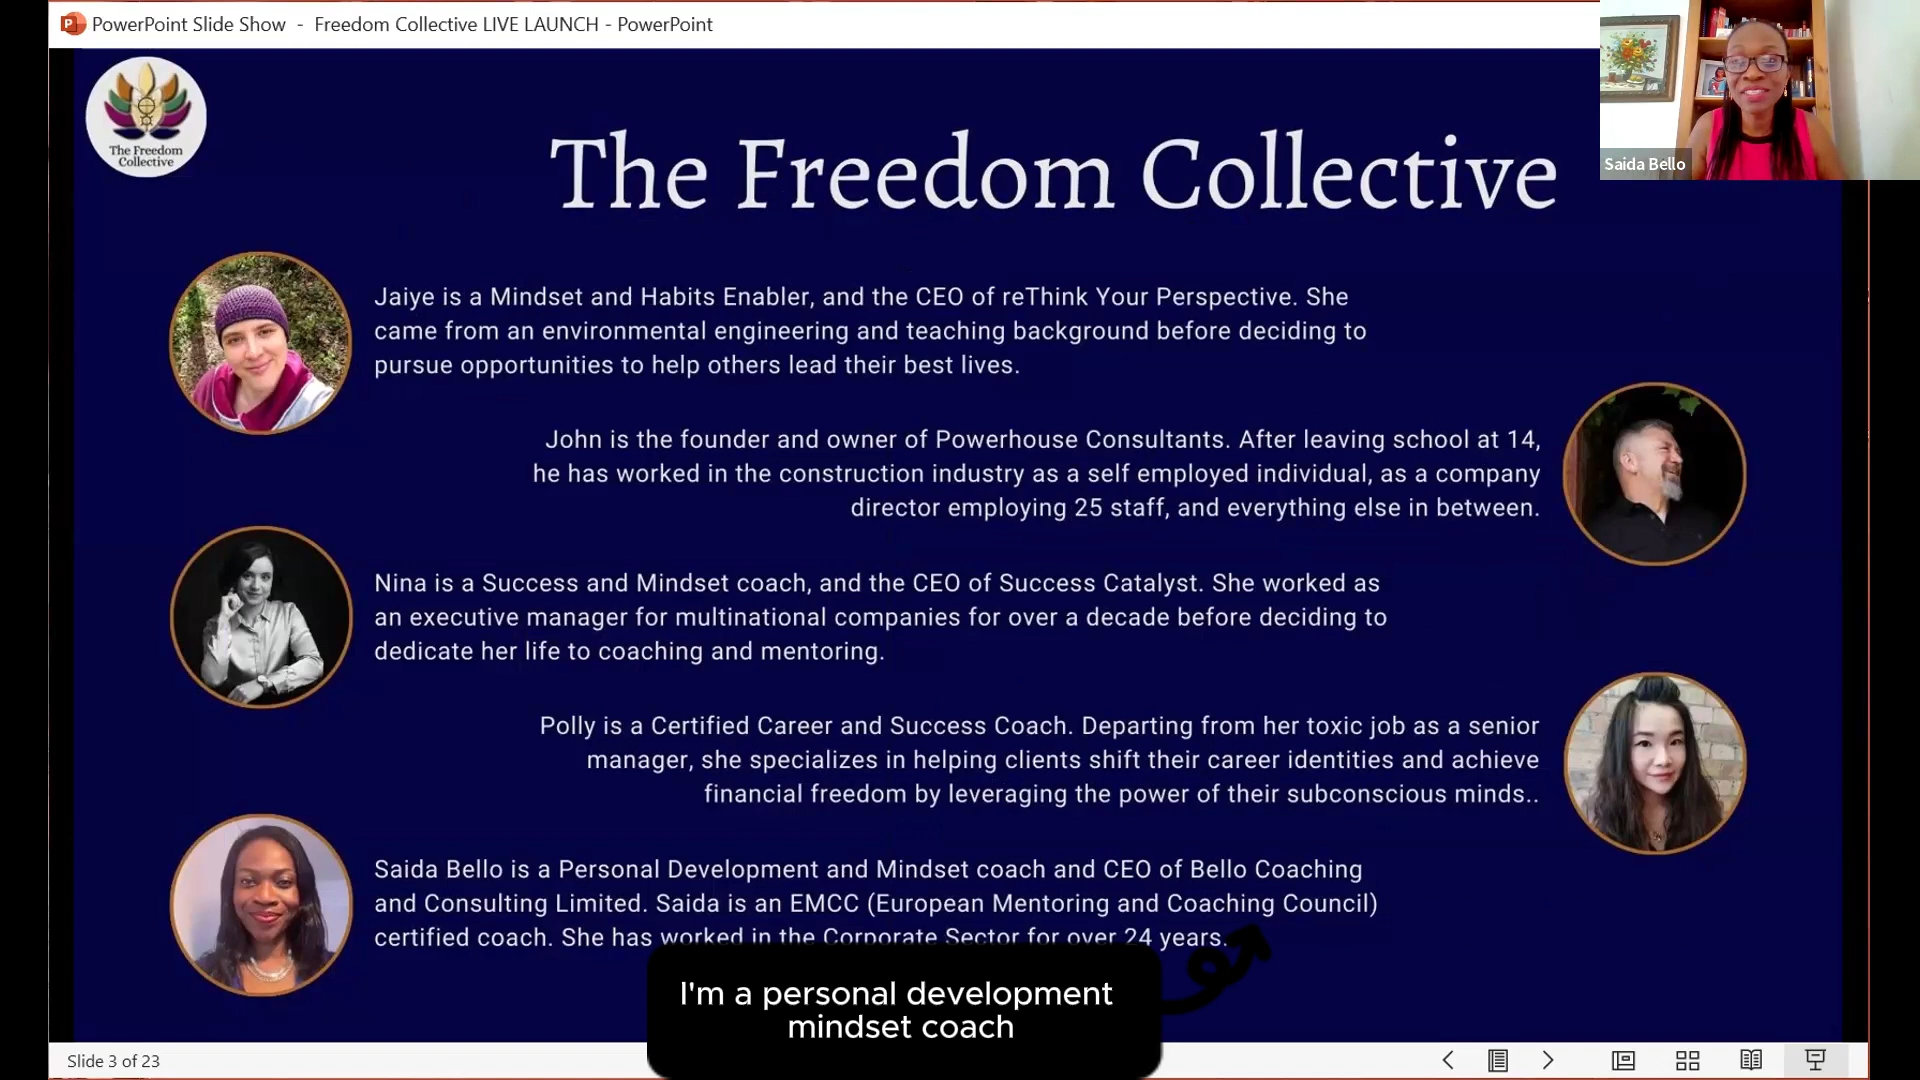 PowerPoint Slide Show - Freedom Collective LIVE LAUNCH - PowerPoint
The Freedom
Collective
The Freedom Collective
Saida Bello
Jaiye is a Mindset and Habits Enabler, and the CEO of reThink Your Perspective. She
came from an environmental engineering and teaching background before deciding to
pursue opportunities to help others lead their best lives.
John is the founder and owner of Powerhouse Consultants. After leaving school at 14,
he has worked in the construction industry as a self employed individual, as a company
director employing 25 staff, and everything else in between.
Nina is a Success and Mindset coach, and the CEO of Success Catalyst. She worked as
an executive manager for multinational companies for over a decade before deciding to
dedicate her life to coaching and mentoring.
Polly is a Certified Career and Success Coach. Departing from her toxic job as a senior
manager, she specializes in helping clients shift their career identities and achieve
financial freedom by leveraging the power of their subconscious minds..
Saida Bello is a Personal Development and Mindset coach and CEO of Bello Coaching
and Consulting Limited. Saida is an EMCC (European Mentoring and Coaching Council)
certified coach. She has worked in the Corporate Sector for over 24 years.
I'm a personal development
mindset coach
Slide 3 of 23